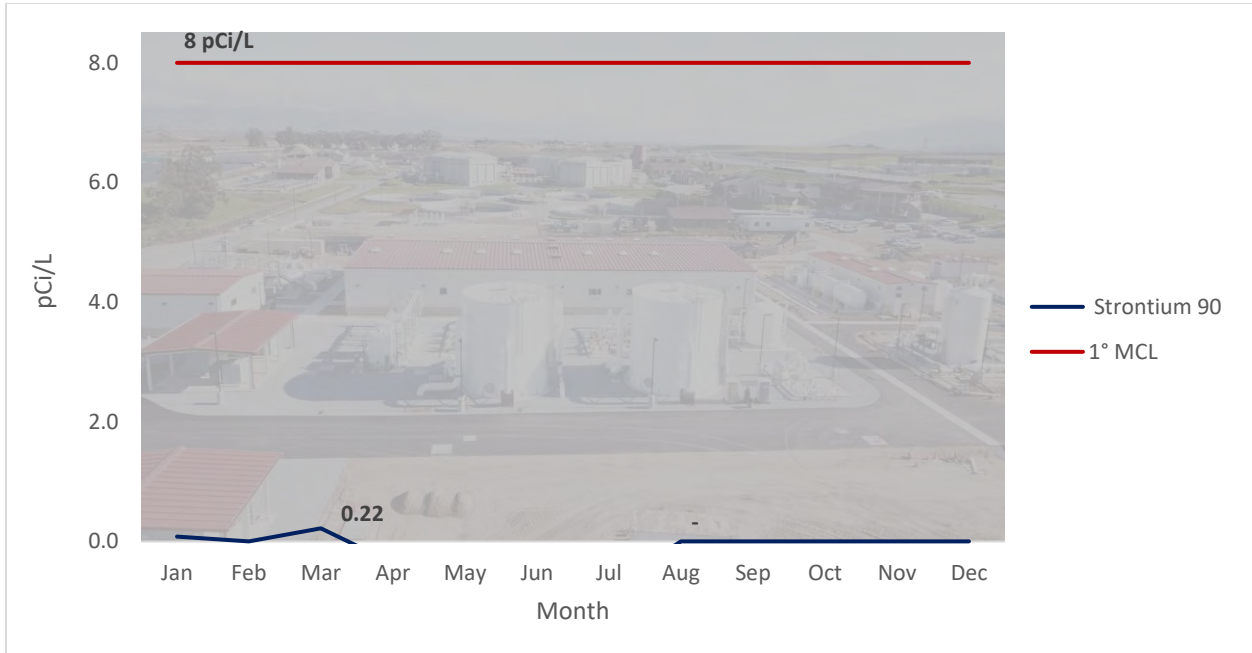 8 pCi/L
8.0
6.0
4.0
2.0
0.0
pCi/L
0.22
-
Jan Feb Mar Apr May Jun Jul Aug Sep Oct Nov Dec
Month
Strontium 90
1° MCL